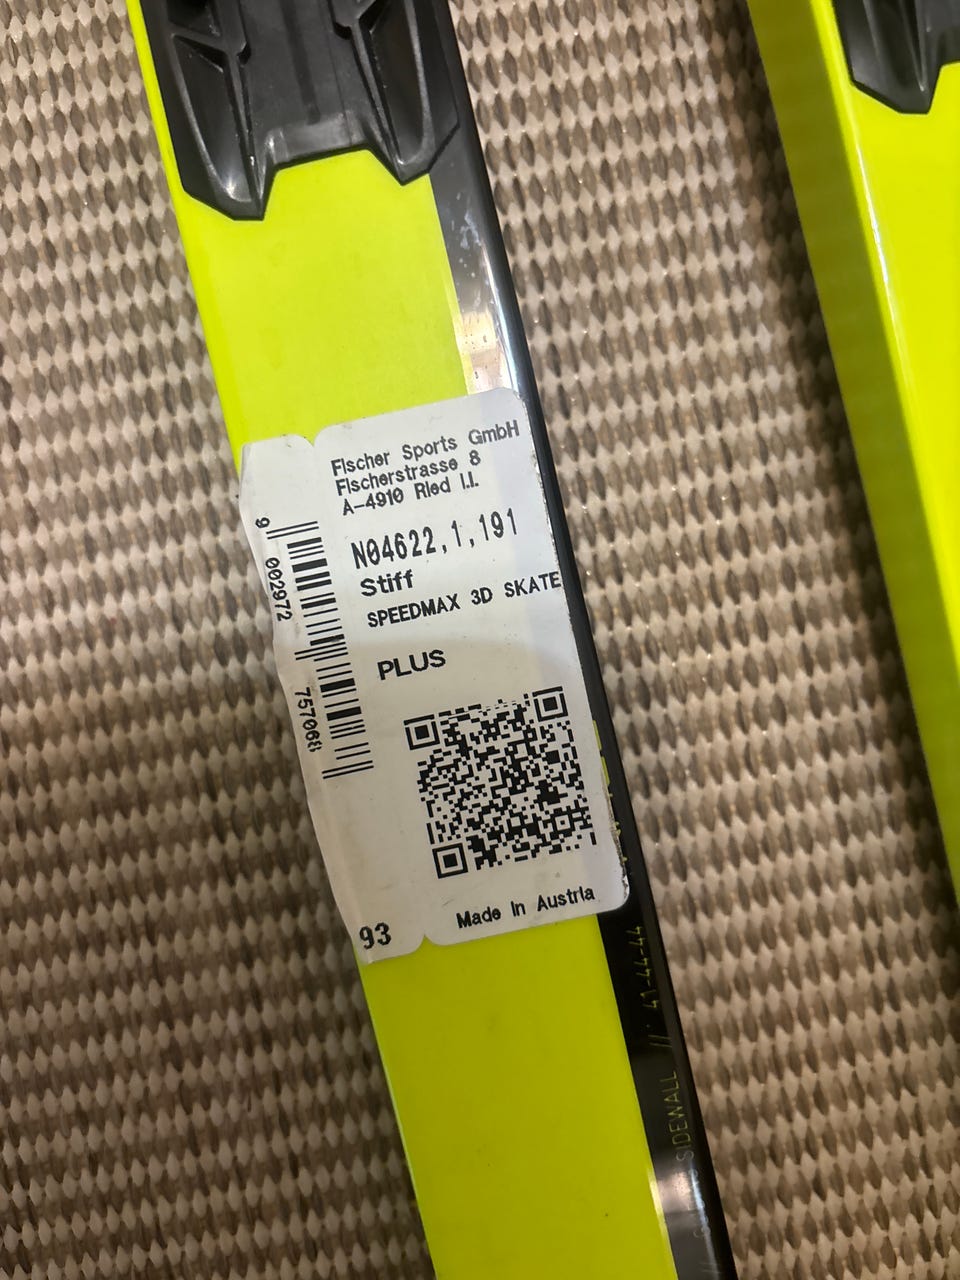 Fischer Sports GmbH
Fischerstrasse 8
A-4910 Ried I.I.
N04622,1,191
Stiff
SPEEDMAX 3D SKATE
PLUS
9 002972 757068
93
Made in Austria
SIDEWALL // 41-44-44